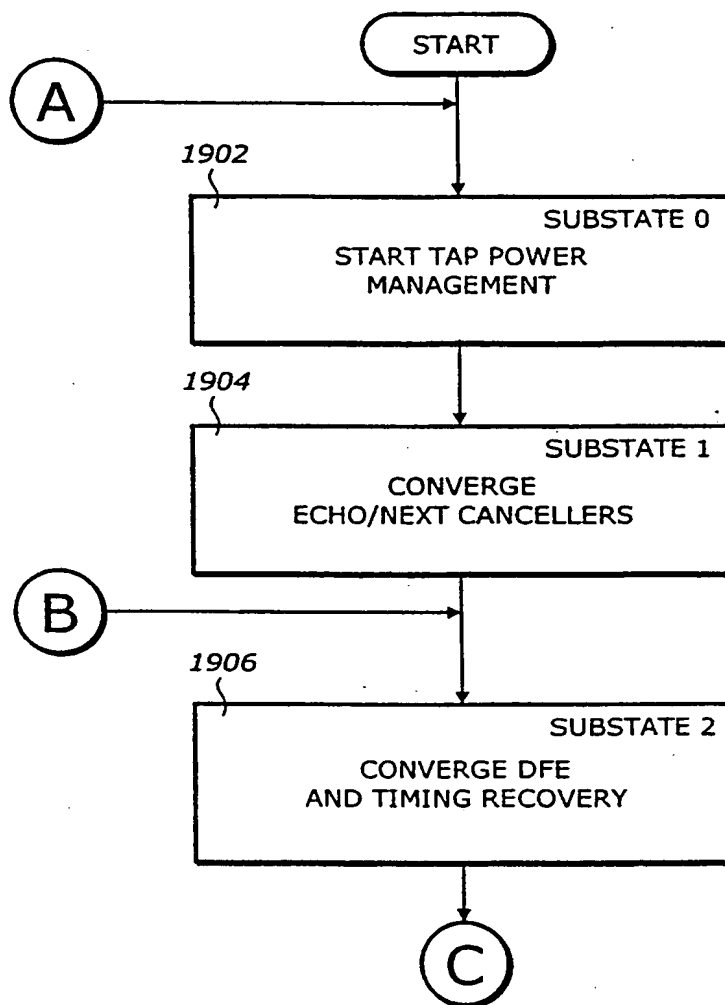 START
A
1902
SUBSTATE 0
START TAP POWER
MANAGEMENT
1904
SUBSTATE 1
CONVERGE
ECHO/NEXT CANCELLERS
B
1906
SUBSTATE 2
CONVERGE DFE
AND TIMING RECOVERY
C